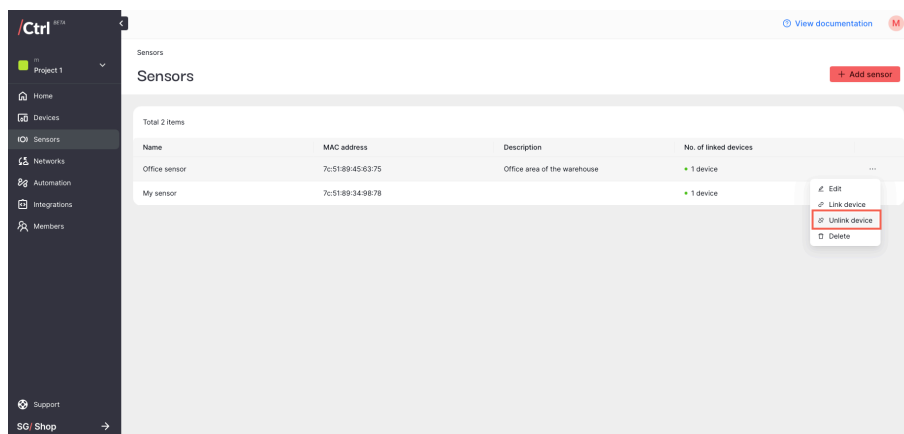 /Ctrl BETA
View documentation M
m
Project 1
Home
Devices
Sensors
Networks
Automation
Integrations
Members
Support
SG/ Shop
Sensors
Sensors
+ Add sensor
Total 2 items
Name MAC address Description No. of linked devices
Office sensor 7c:51:89:45:63:75 Office area of the warehouse 1 device ...
My sensor 7c:51:89:34:98:78 1 device
Edit
Link device
Unlink device
Delete